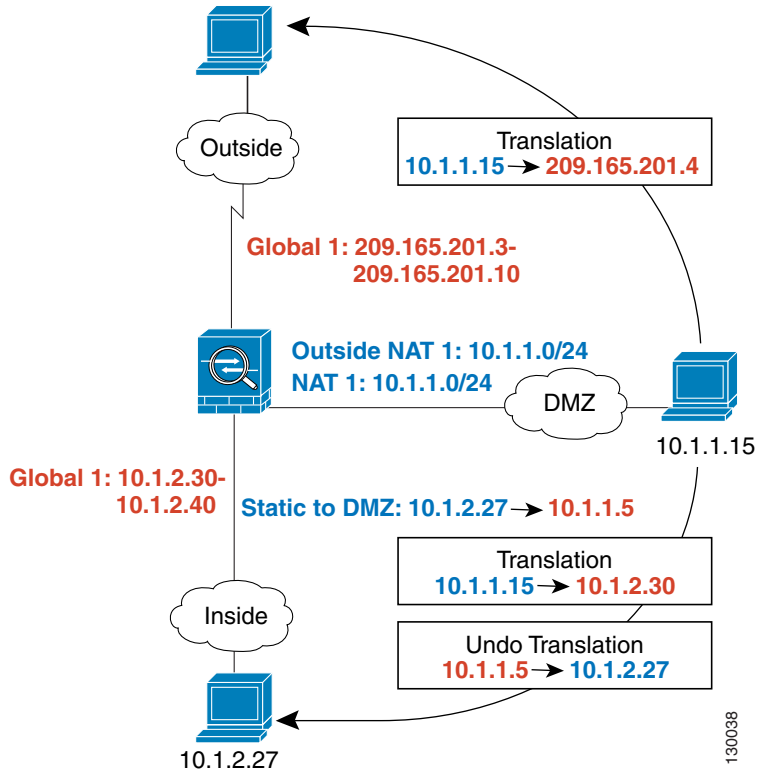 Outside
Translation
10.1.1.15 → 209.165.201.4
Global 1: 209.165.201.3-
209.165.201.10
Outside NAT 1: 10.1.1.0/24
NAT 1: 10.1.1.0/24
DMZ
10.1.1.15
Global 1: 10.1.2.30-
10.1.2.40
Static to DMZ: 10.1.2.27 → 10.1.1.5
Translation
10.1.1.15 → 10.1.2.30
Inside
Undo Translation
10.1.1.5 → 10.1.2.27
10.1.2.27
130038